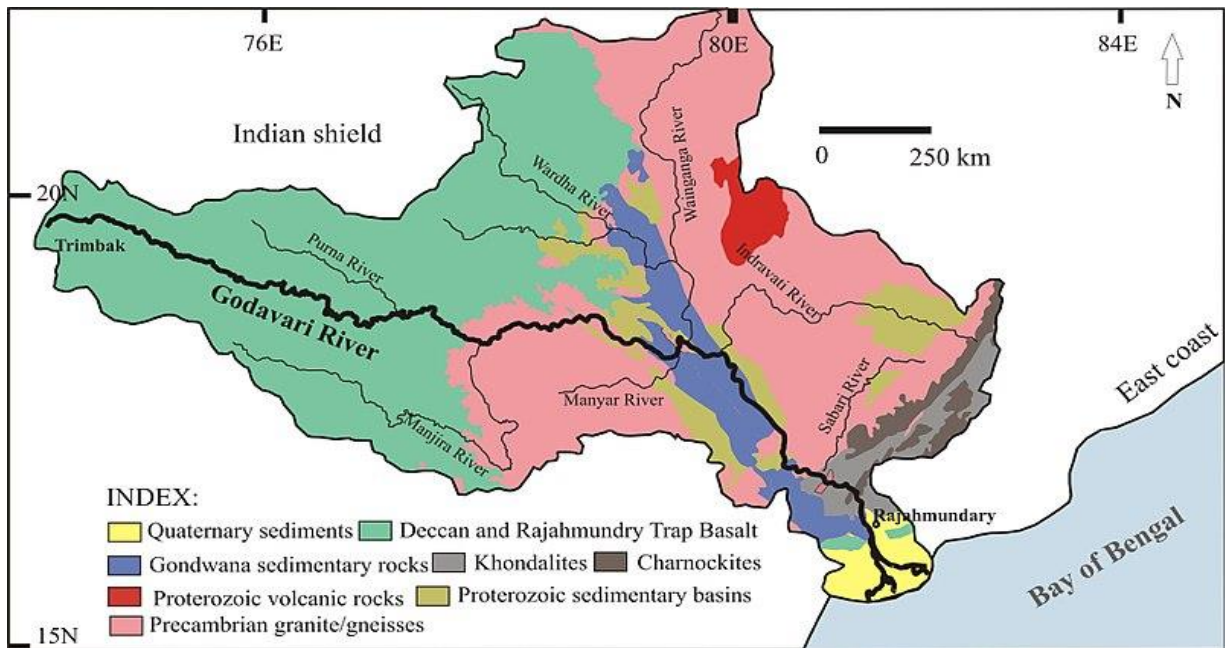 76E
80E
84E
N
Indian shield
0 250 km
20N
Trimbak
Wardha River
Wainganga River
Purna River
Godavari River
Indravati River
Manyar River
Sabari River
Manjira River
East coast
Rajahmundary
Bay of Bengal
INDEX:
Quaternary sediments Deccan and Rajahmundry Trap Basalt
Gondwana sedimentary rocks Khondalites Charnockites
Proterozoic volcanic rocks Proterozoic sedimentary basins
Precambrian granite/gneisses
15N